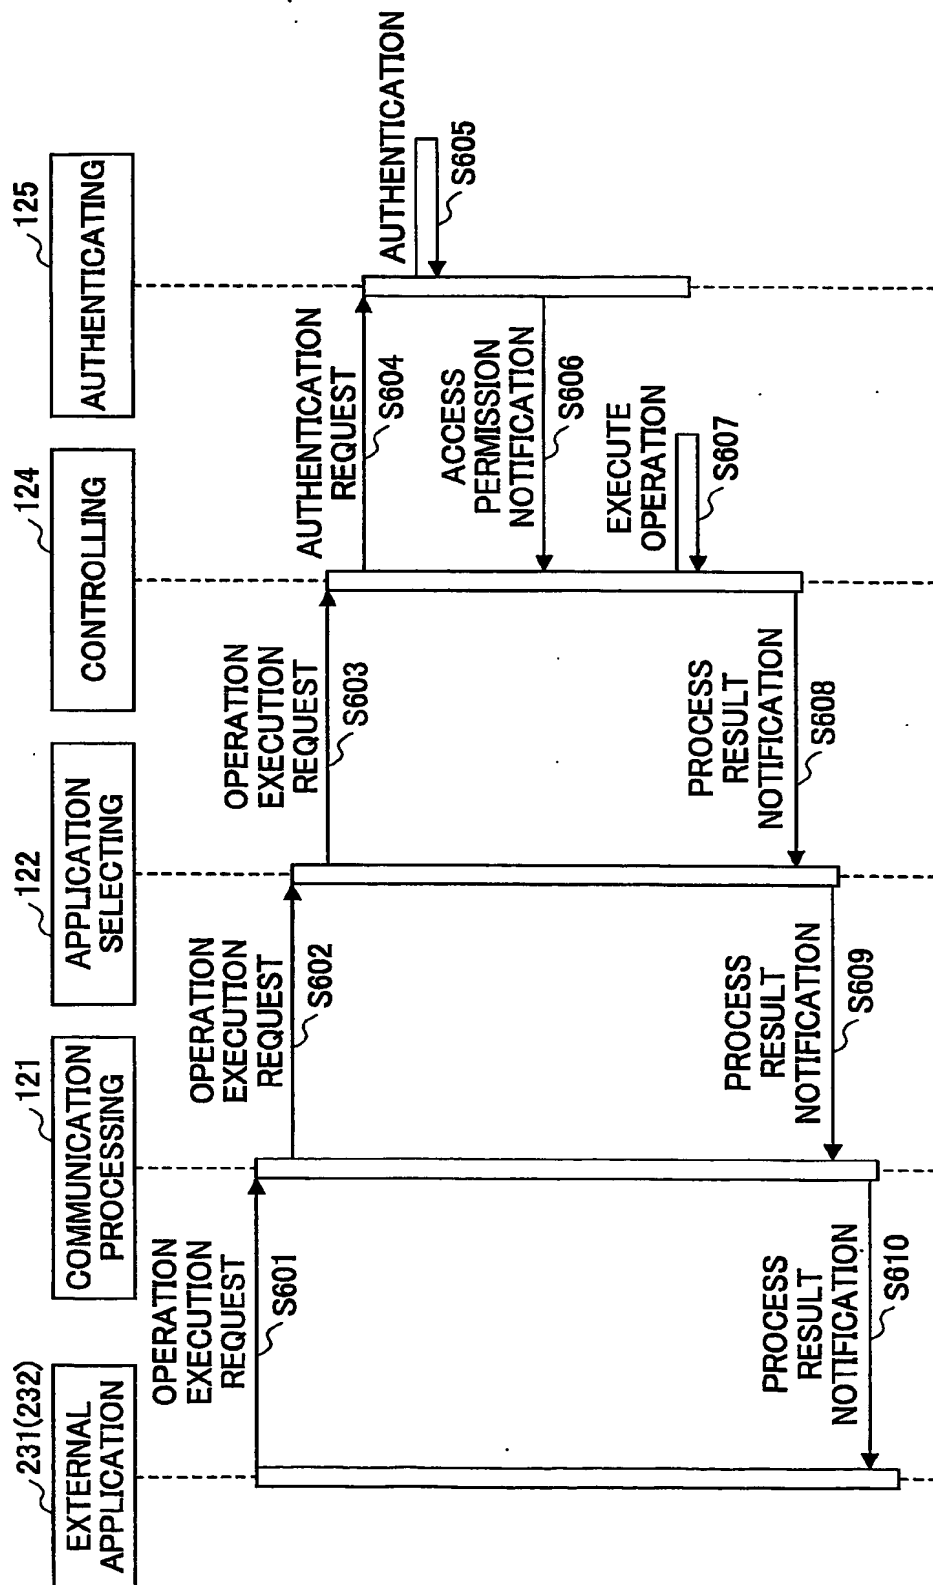 231(232)
EXTERNAL
APPLICATION
121
COMMUNICATION
PROCESSING
122
APPLICATION
SELECTING
124
CONTROLLING
125
AUTHENTICATING
OPERATION
EXECUTION
REQUEST
S601
OPERATION
EXECUTION
REQUEST
S602
OPERATION
EXECUTION
REQUEST
S603
AUTHENTICATION
REQUEST
S604
AUTHENTICATION
S605
ACCESS
PERMISSION
NOTIFICATION
S606
EXECUTE
OPERATION
S607
PROCESS
RESULT
NOTIFICATION
S608
PROCESS
RESULT
NOTIFICATION
S609
PROCESS
RESULT
NOTIFICATION
S610